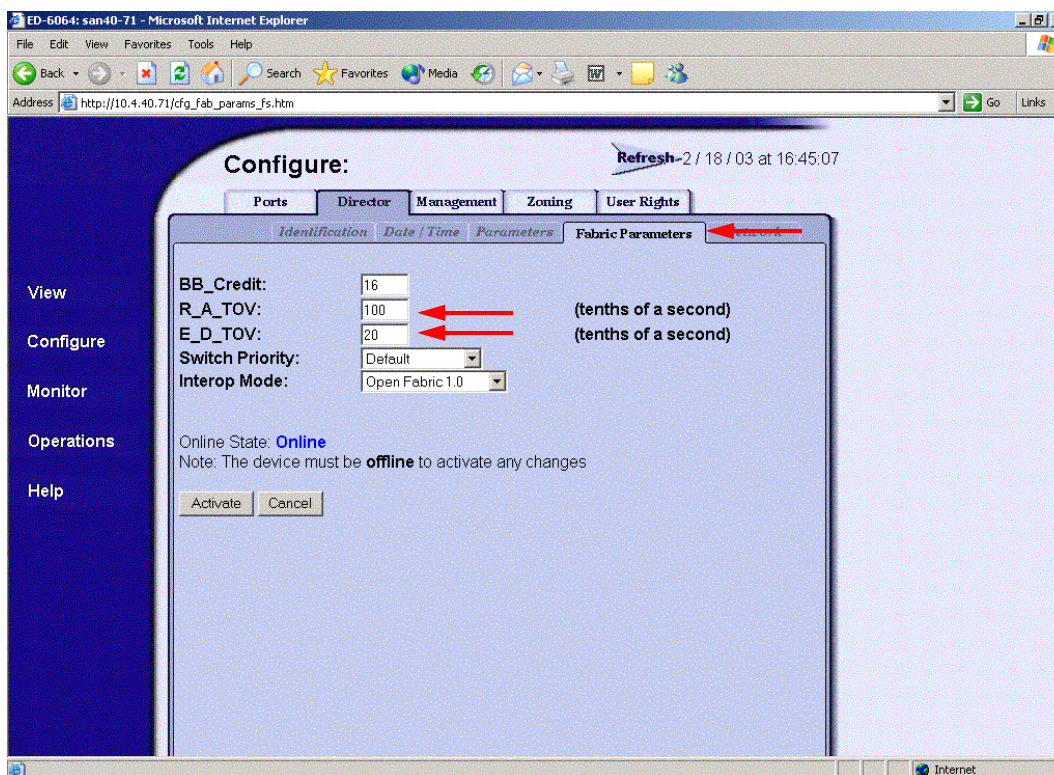 ED-6064: san40-71 - Microsoft Internet Explorer
File Edit View Favorites Tools Help
Back Search Favorites Media
Address http://10.4.40.71/cfg_fab_params_fs.htm Go Links
Configure:
Refresh 2 / 18 / 03 at 16:45:07
Ports Director Management Zoning User Rights
Identification Date / Time Parameters Fabric Parameters
View
Configure
Monitor
Operations
Help
BB_Credit: 16
R_A_TOV: 100 (tenths of a second)
E_D_TOV: 20 (tenths of a second)
Switch Priority: Default
Interop Mode: Open Fabric 1.0
Online State: Online
Note: The device must be offline to activate any changes
Activate Cancel
Internet